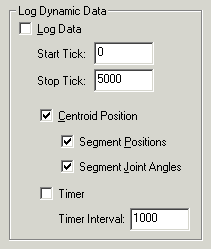 Log Dynamic Data
Log Data
Start Tick: 0
Stop Tick: 5000
Centroid Position
Segment Positions
Segment Joint Angles
Timer
Timer Interval: 1000